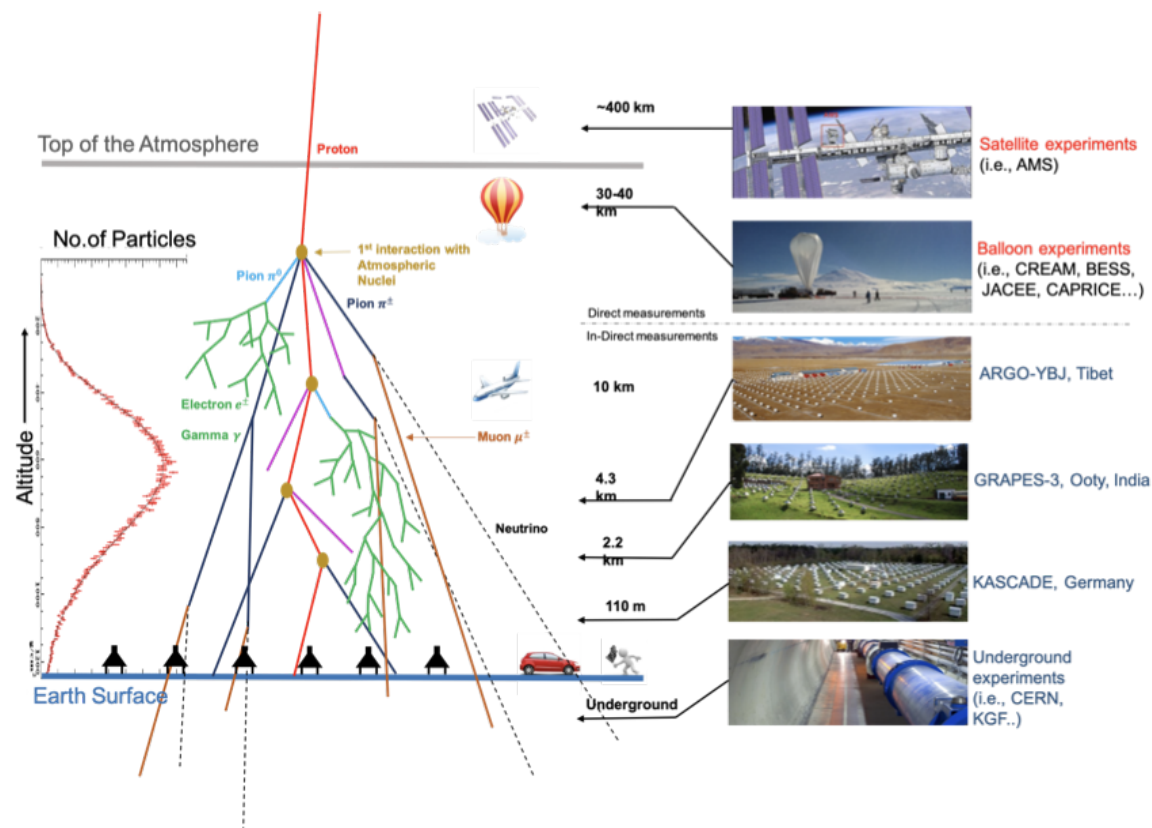 ~400 km
Top of the Atmosphere
Proton
Satellite experiments
(i.e., AMS)
30-40
km
No.of Particles
1st interaction with
Atmospheric
Nuclei
Pion π⁰
Pion π±
Balloon experiments
(i.e., CREAM, BESS,
JACEE, CAPRICE…)
Direct measurements
In-Direct measurements
ARGO-YBJ, Tibet
10 km
Electron e±
Gamma γ
Muon μ±
Altitude
4.3
km
GRAPES-3, Ooty, India
Neutrino
2.2
km
KASCADE, Germany
110 m
Earth Surface
Underground
Underground
experiments
(i.e., CERN,
KGF..)